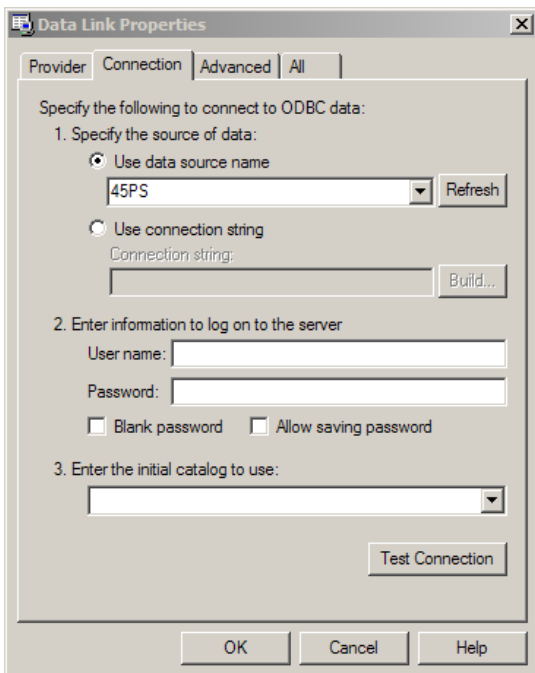 Data Link Properties
Provider Connection Advanced All
Specify the following to connect to ODBC data:
1. Specify the source of data:
Use data source name
45PS Refresh
Use connection string
Connection string:
Build...
2. Enter information to log on to the server
User name:
Password:
Blank password Allow saving password
3. Enter the initial catalog to use:
Test Connection
OK Cancel Help